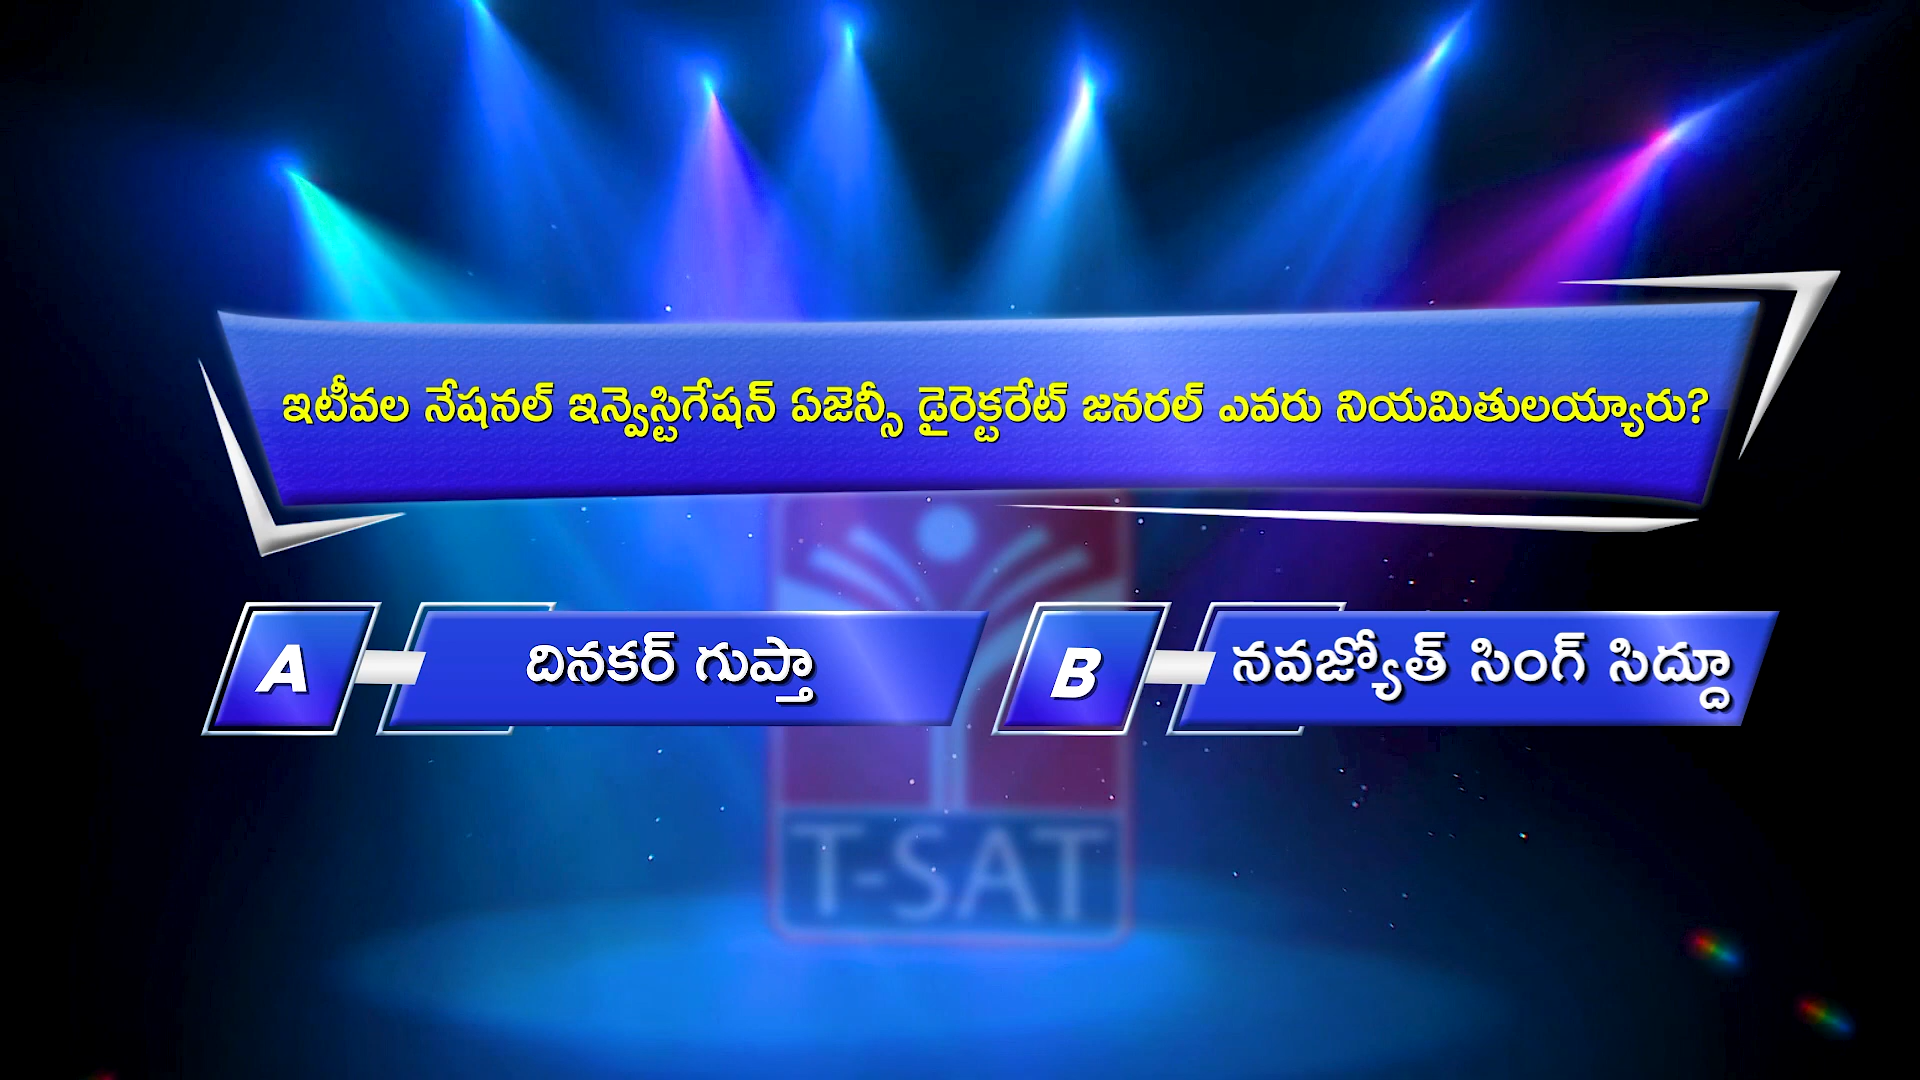 ఇటీవల నేషనల్ ఇన్వెస్టిగేషన్ ఏజెన్సీ డైరెక్టరేట్ జనరల్ ఎవరు నియమితులయ్యారు?
A దినకర్ గుప్తా
B నవజ్యోత్ సింగ్ సిద్దూ
T-SAT